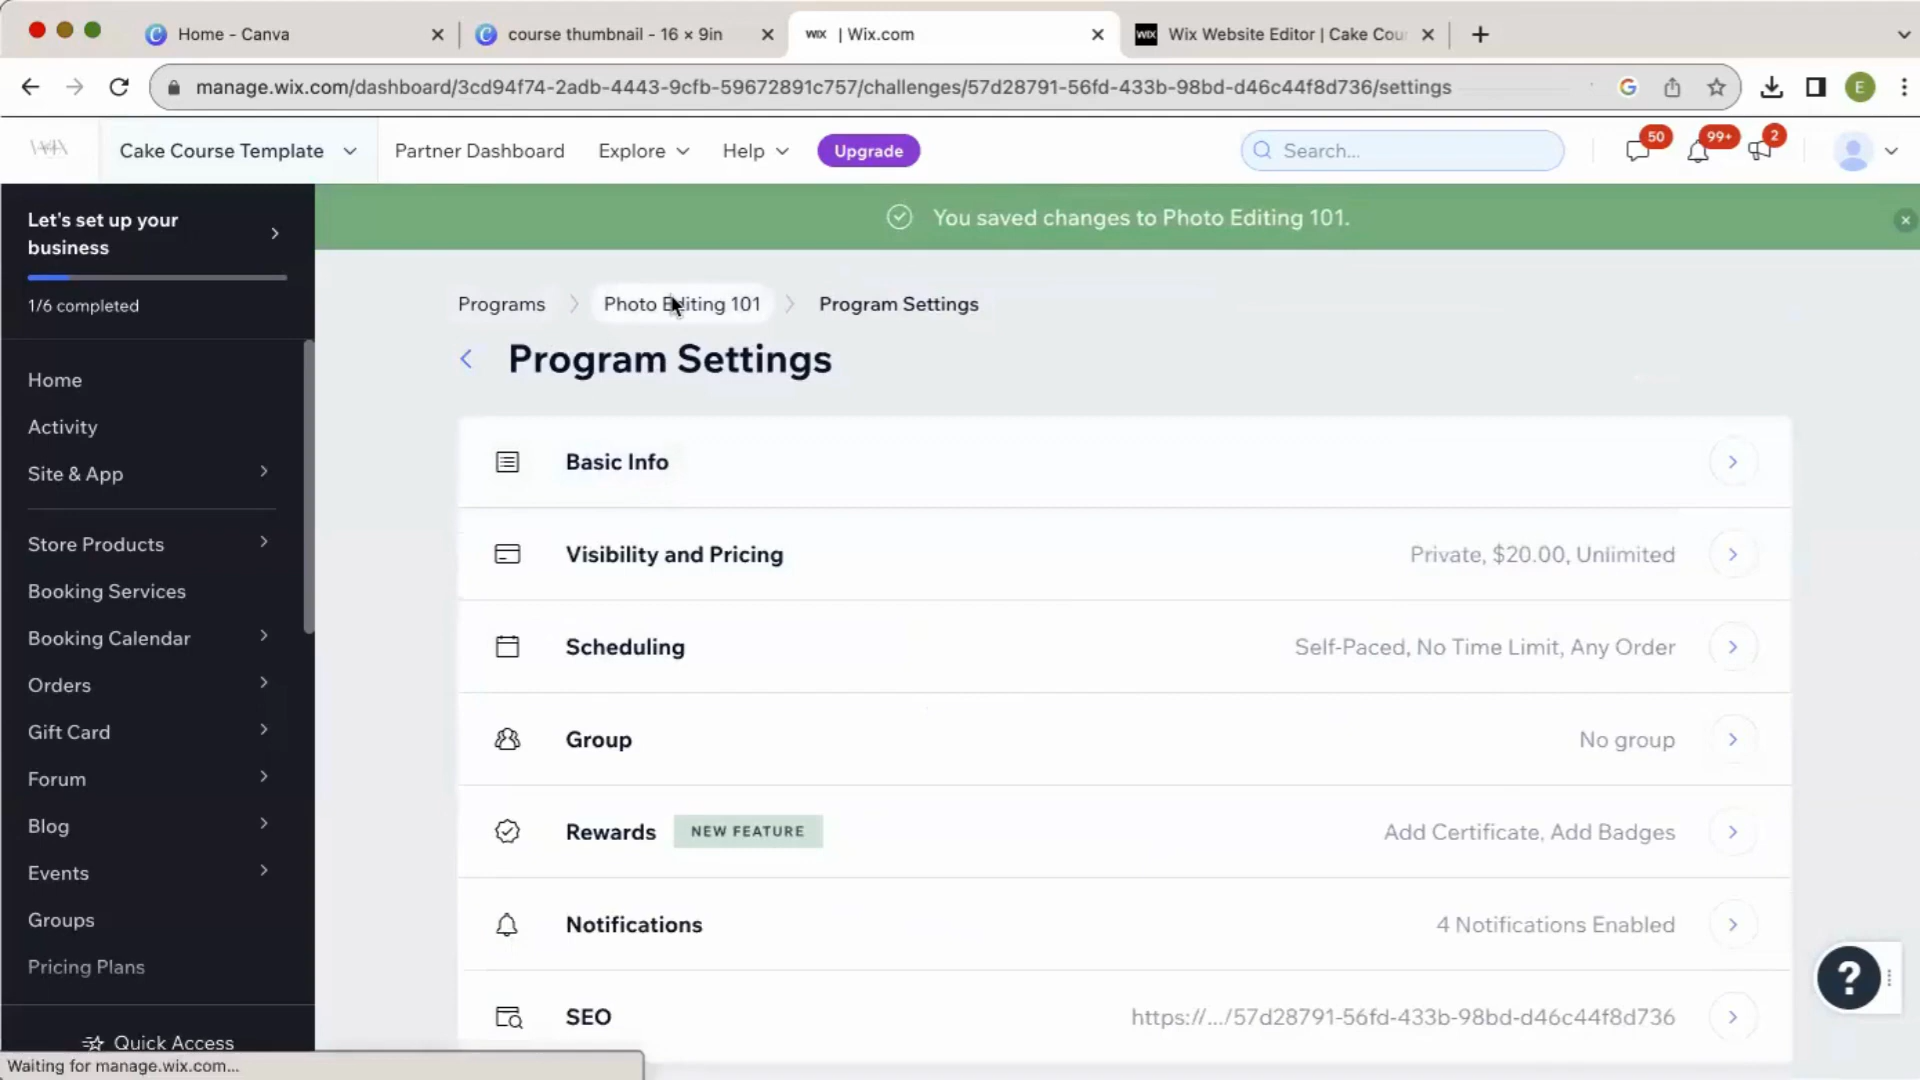 Home - Canva
course thumbnail - 16 × 9in
WIX | Wix.com
WIX Wix Website Editor | Cake Cou
manage.wix.com/dashboard/3cd94f74-2adb-4443-9cfb-59672891c757/challenges/57d28791-56fd-433b-98bd-d46c44f8d736/settings
E
WIX
Cake Course Template
Partner Dashboard
Explore
Help
Upgrade
Search...
50
99+
2
Let's set up your
business
1/6 completed
You saved changes to Photo Editing 101.
Home
Activity
Site & App
Store Products
Booking Services
Booking Calendar
Orders
Gift Card
Forum
Blog
Events
Groups
Pricing Plans
Quick Access
Programs
Photo Editing 101
Program Settings
Program Settings
Basic Info
Visibility and Pricing
Private, $20.00, Unlimited
Scheduling
Self-Paced, No Time Limit, Any Order
Group
No group
Rewards
NEW FEATURE
Add Certificate, Add Badges
Notifications
4 Notifications Enabled
SEO
https://.../57d28791-56fd-433b-98bd-d46c44f8d736
?
Waiting for manage.wix.com...